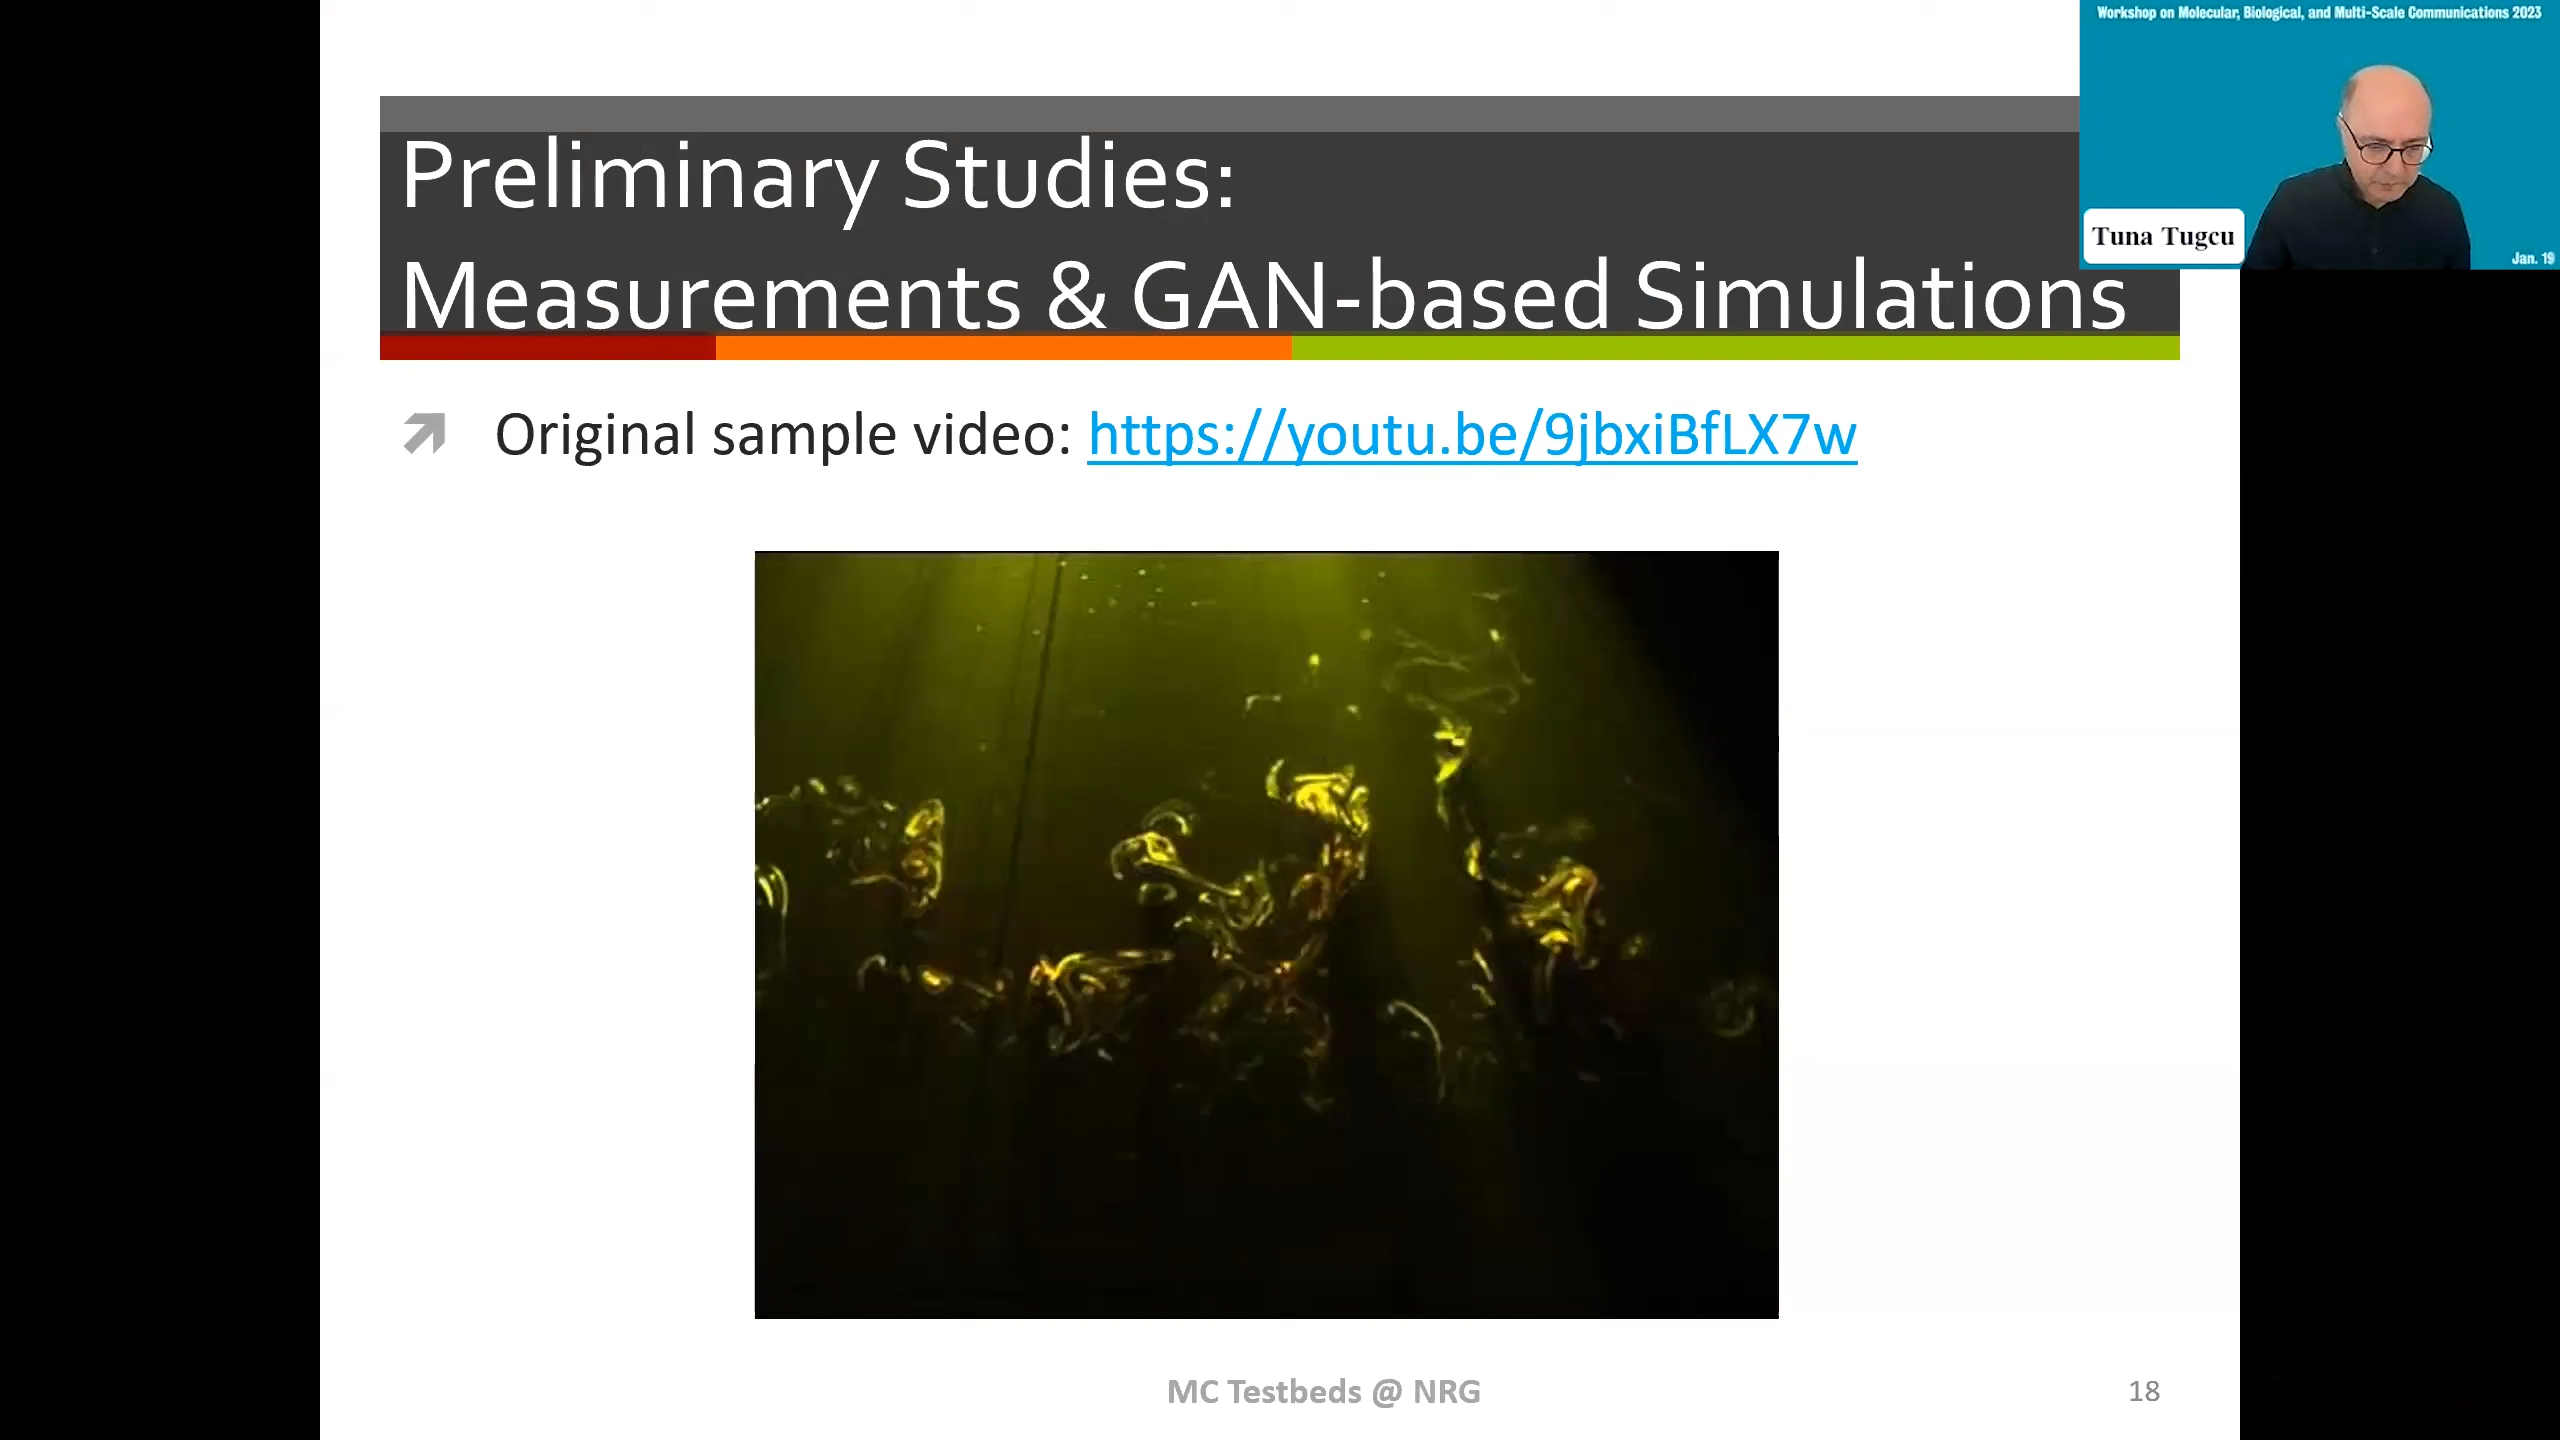 Workshop on Molecular, Biological, and Multi-Scale Communications 2023
Preliminary Studies:
Measurements & GAN-based Simulations
Tuna Tugcu
Jan. 19
Original sample video: https://youtu.be/9jbxiBfLX7w
MC Testbeds @ NRG
18